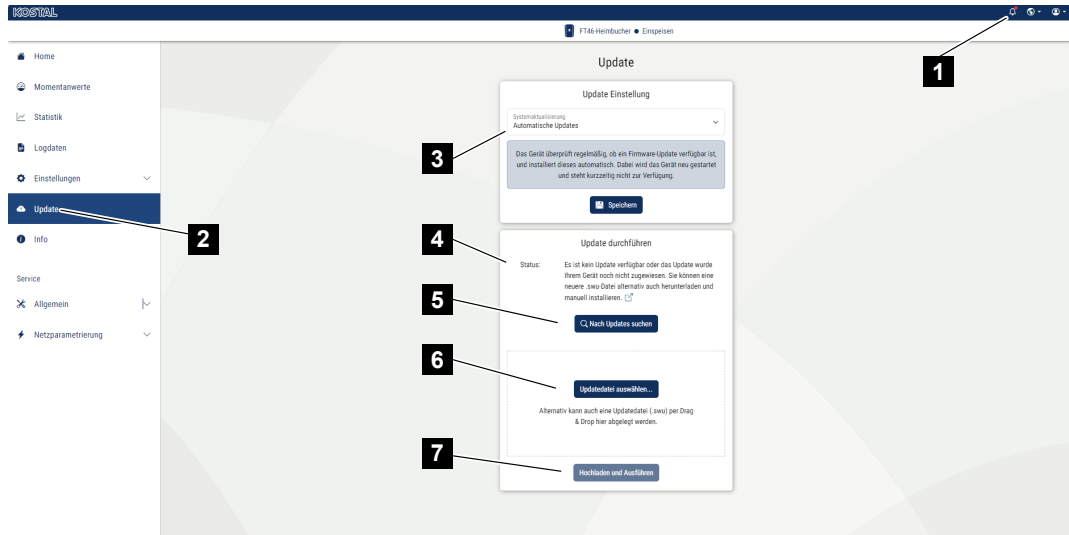 KOSTAL
FT46-Heimbucher ● Einspeisen
1
Home
Momentanwerte
Statistik
Logdaten
Einstellungen
Update
Info
Service
Allgemein
Netzparametrierung
2
Update
Update Einstellung
Systemaktualisierung
Automatische Updates
3
Das Gerät überprüft regelmäßig, ob ein Firmware-Update verfügbar ist,
und installiert dieses automatisch. Dabei wird das Gerät neu gestartet
und steht kurzzeitig nicht zur Verfügung.
Speichern
Update durchführen
4
Status: Es ist kein Update verfügbar oder das Update wurde
Ihrem Gerät noch nicht zugewiesen. Sie können eine
neuere .swu-Datei alternativ auch herunterladen und
manuell installieren.
5
Nach Updates suchen
6
Updatedatei auswählen...
Alternativ kann auch eine Updatedatei (.swu) per Drag
& Drop hier abgelegt werden.
7
Hochladen und Ausführen